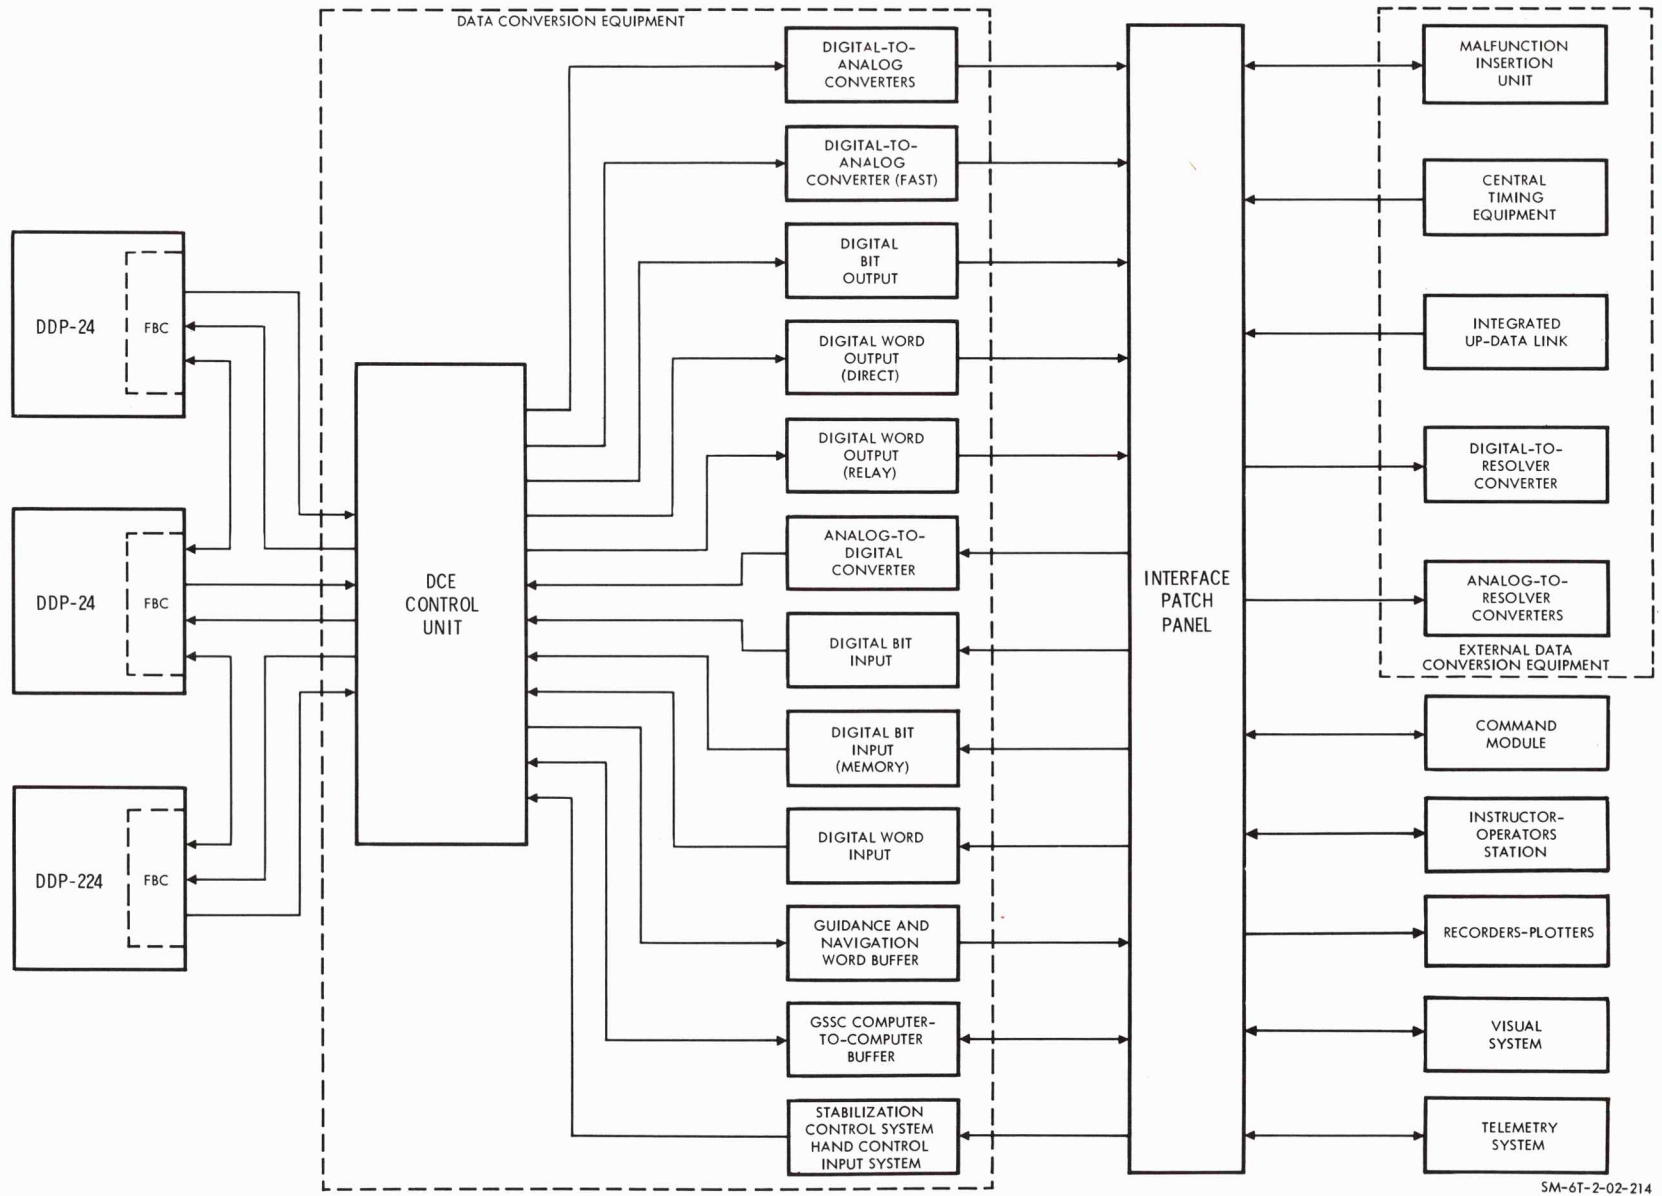 DATA CONVERSION EQUIPMENT
DDP-24
FBC
DDP-24
FBC
DDP-224
FBC
DCE
CONTROL
UNIT
DIGITAL-TO-
ANALOG
CONVERTERS
DIGITAL-TO-
ANALOG
CONVERTER (FAST)
DIGITAL
BIT
OUTPUT
DIGITAL WORD
OUTPUT
(DIRECT)
DIGITAL WORD
OUTPUT
(RELAY)
ANALOG-TO-
DIGITAL
CONVERTER
DIGITAL BIT
INPUT
DIGITAL BIT
INPUT
(MEMORY)
DIGITAL WORD
INPUT
GUIDANCE AND
NAVIGATION
WORD BUFFER
GSSC COMPUTER-
TO-COMPUTER
BUFFER
STABILIZATION
CONTROL SYSTEM
HAND CONTROL
INPUT SYSTEM
INTERFACE
PATCH
PANEL
MALFUNCTION
INSERTION
UNIT
CENTRAL
TIMING
EQUIPMENT
INTEGRATED
UP-DATA LINK
DIGITAL-TO-
RESOLVER
CONVERTER
ANALOG-TO-
RESOLVER
CONVERTERS
EXTERNAL DATA
CONVERSION EQUIPMENT
COMMAND
MODULE
INSTRUCTOR-
OPERATORS
STATION
RECORDERS-PLOTTERS
VISUAL
SYSTEM
TELEMETRY
SYSTEM
SM-6T-2-02-214